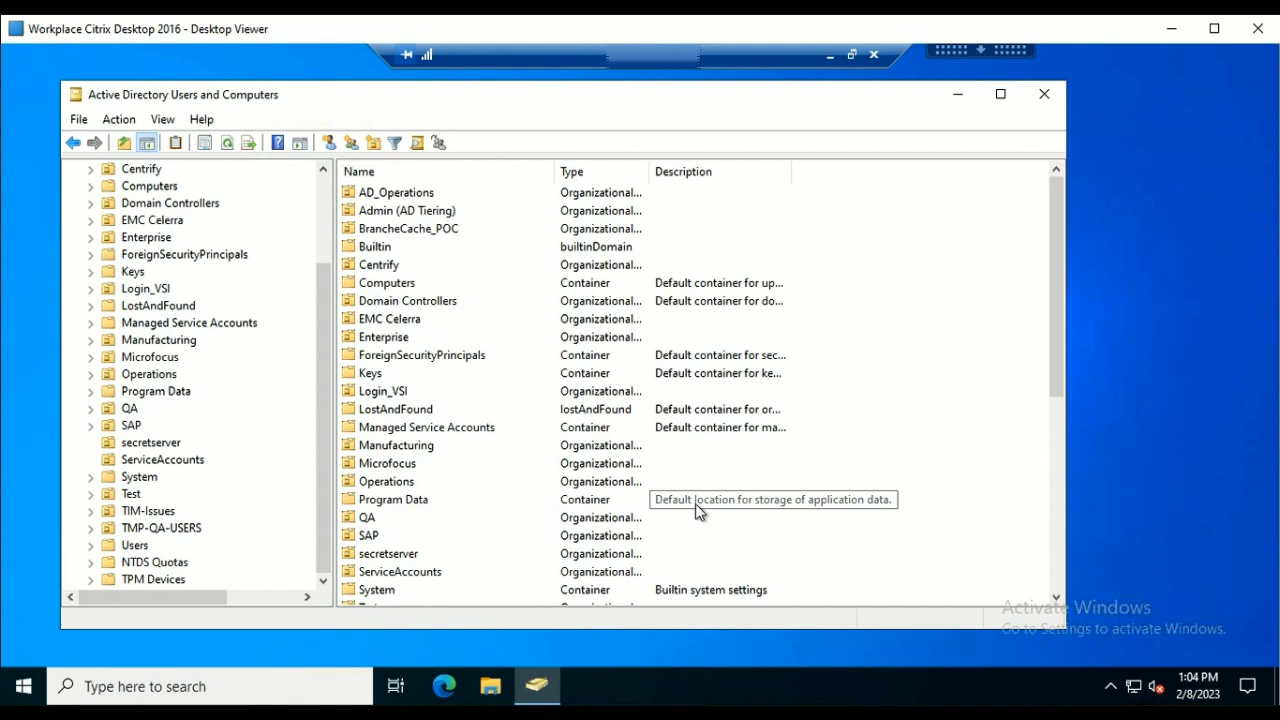 Workplace Citrix Desktop 2016 - Desktop Viewer
Active Directory Users and Computers
File Action View Help
Centrify
Computers
Domain Controllers
EMC Celerra
Enterprise
ForeignSecurityPrincipals
Keys
Login_VSI
LostAndFound
Managed Service Accounts
Manufacturing
Microfocus
Operations
Program Data
QA
SAP
secretserver
ServiceAccounts
System
Test
TIM-Issues
TMP-QA-USERS
Users
NTDS Quotas
TPM Devices
Name Type Description
AD_Operations Organizational...
Admin (AD Tiering) Organizational...
BrancheCache_POC Organizational...
Builtin builtinDomain
Centrify Organizational...
Computers Container Default container for up...
Domain Controllers Organizational... Default container for do...
EMC Celerra Organizational...
Enterprise Organizational...
ForeignSecurityPrincipals Container Default container for sec...
Keys Container Default container for ke...
Login_VSI Organizational...
LostAndFound lostAndFound Default container for or...
Managed Service Accounts Container Default container for ma...
Manufacturing Organizational...
Microfocus Organizational...
Operations Organizational...
Program Data Container Default location for storage of application data.
QA Organizational...
SAP Organizational...
secretserver Organizational...
ServiceAccounts Organizational...
System Container Builtin system settings
Activate Windows
Go to Settings to activate Windows.
Type here to search
1:04 PM
2/8/2023